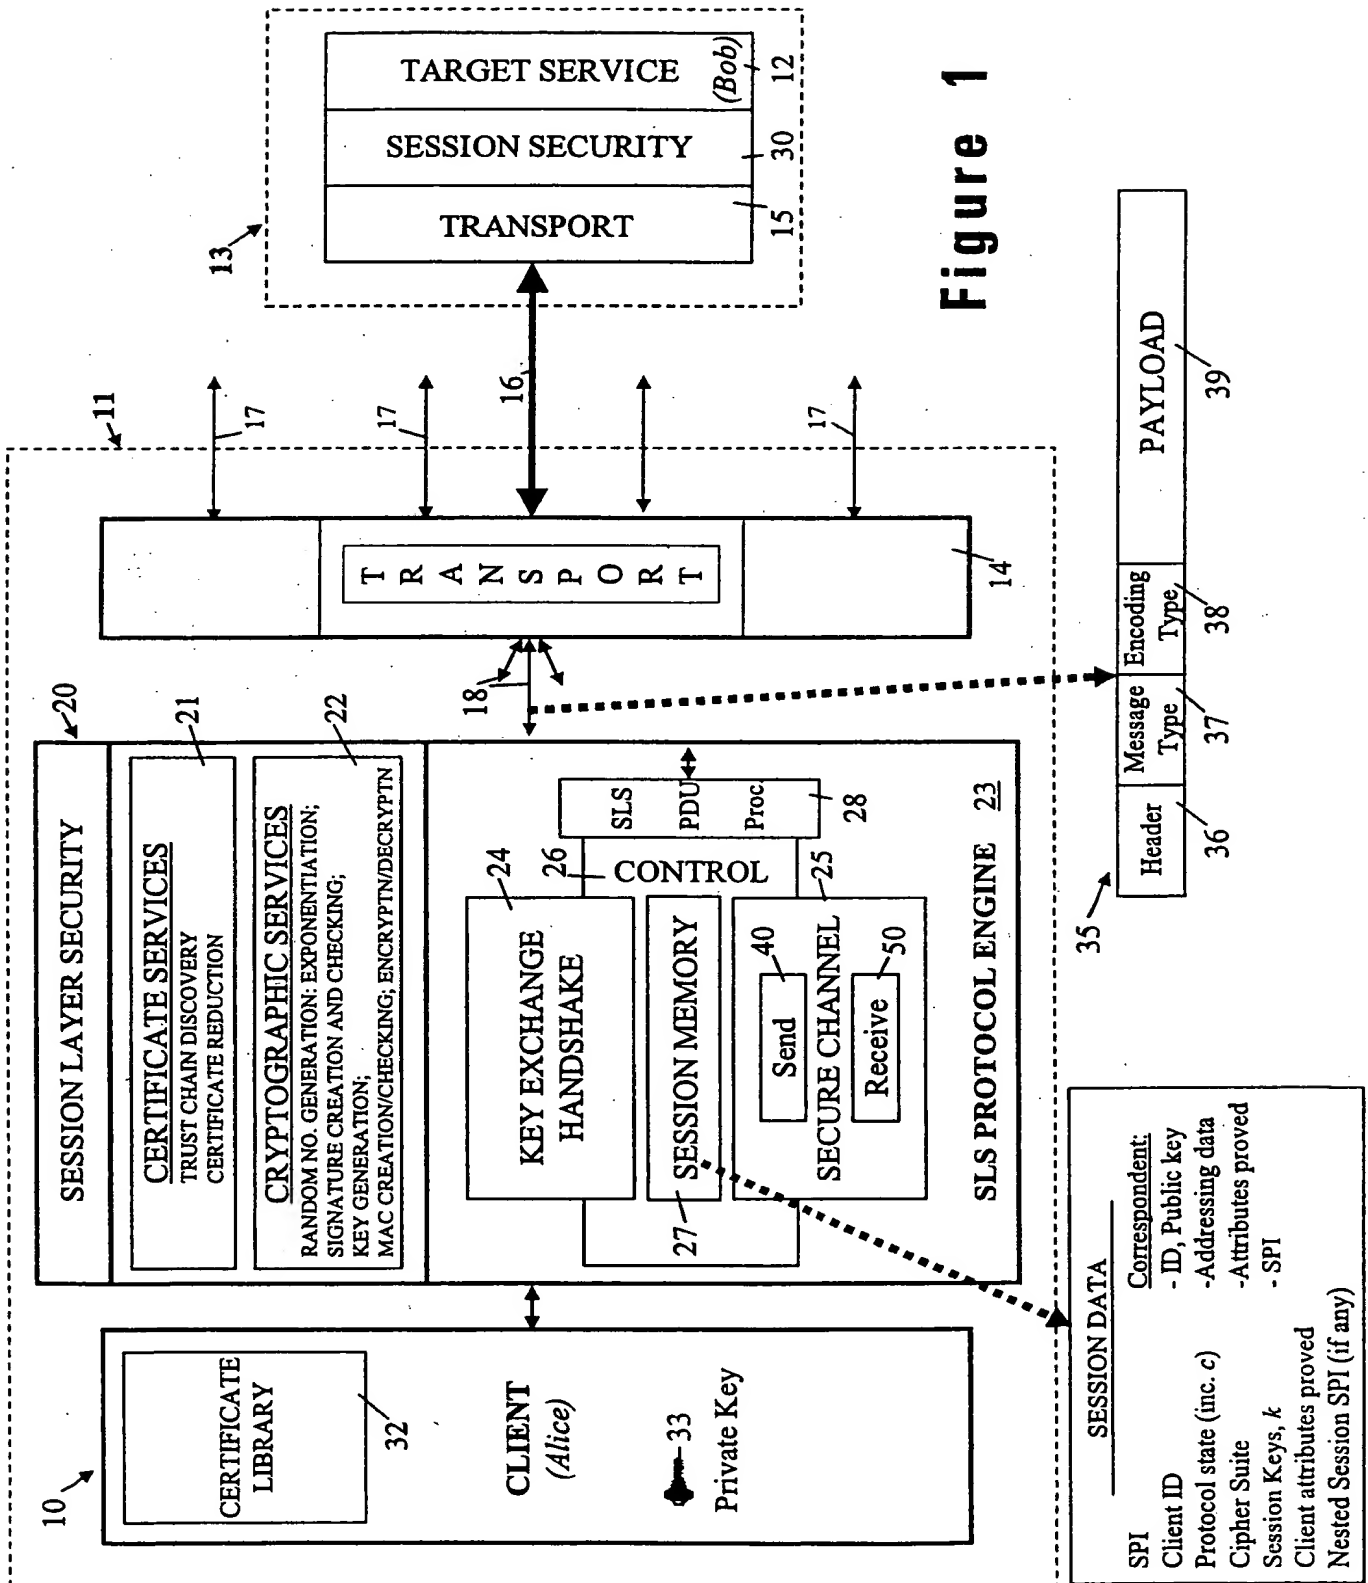 10
CERTIFICATE
LIBRARY
32
CLIENT
(Alice)
33
Private Key
11
20
SESSION LAYER SECURITY
CERTIFICATE SERVICES
TRUST CHAIN DISCOVERY
CERTIFICATE REDUCTION
21
CRYPTOGRAPHIC SERVICES
RANDOM NO. GENERATION: EXPONENTIATION;
SIGNATURE CREATION AND CHECKING;
KEY GENERATION;
MAC CREATION/CHECKING; ENCRYPTN/DECRYPTN
22
KEY EXCHANGE
HANDSHAKE
24
26
CONTROL
SLS
PDU
Proc.
28
SESSION MEMORY
27
25
SECURE CHANNEL
Send
40
Receive
50
SLS PROTOCOL ENGINE
23
18
TRANSPORT
14
17
17
16
17
13
TRANSPORT
15
SESSION SECURITY
30
TARGET SERVICE
(Bob)
12
SESSION DATA
SPI
Client ID
Protocol state (inc. c)
Cipher Suite
Session Keys, k
Client attributes proved
Nested Session SPI (if any)
Correspondent:
- ID, Public key
-Addressing data
-Attributes proved
- SPI
35
Header
36
Message
Type
37
Encoding
Type
38
PAYLOAD
39
Figure 1